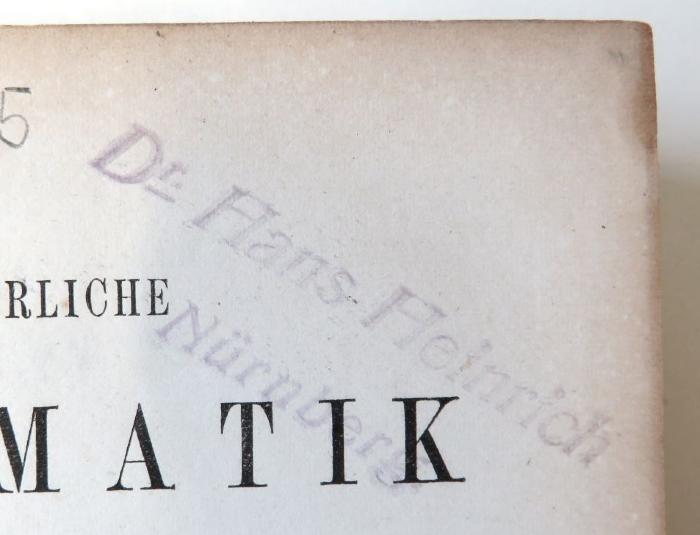 5
Dr. Hans Heinrich
Nürnberg.
RLICHE
MATIK